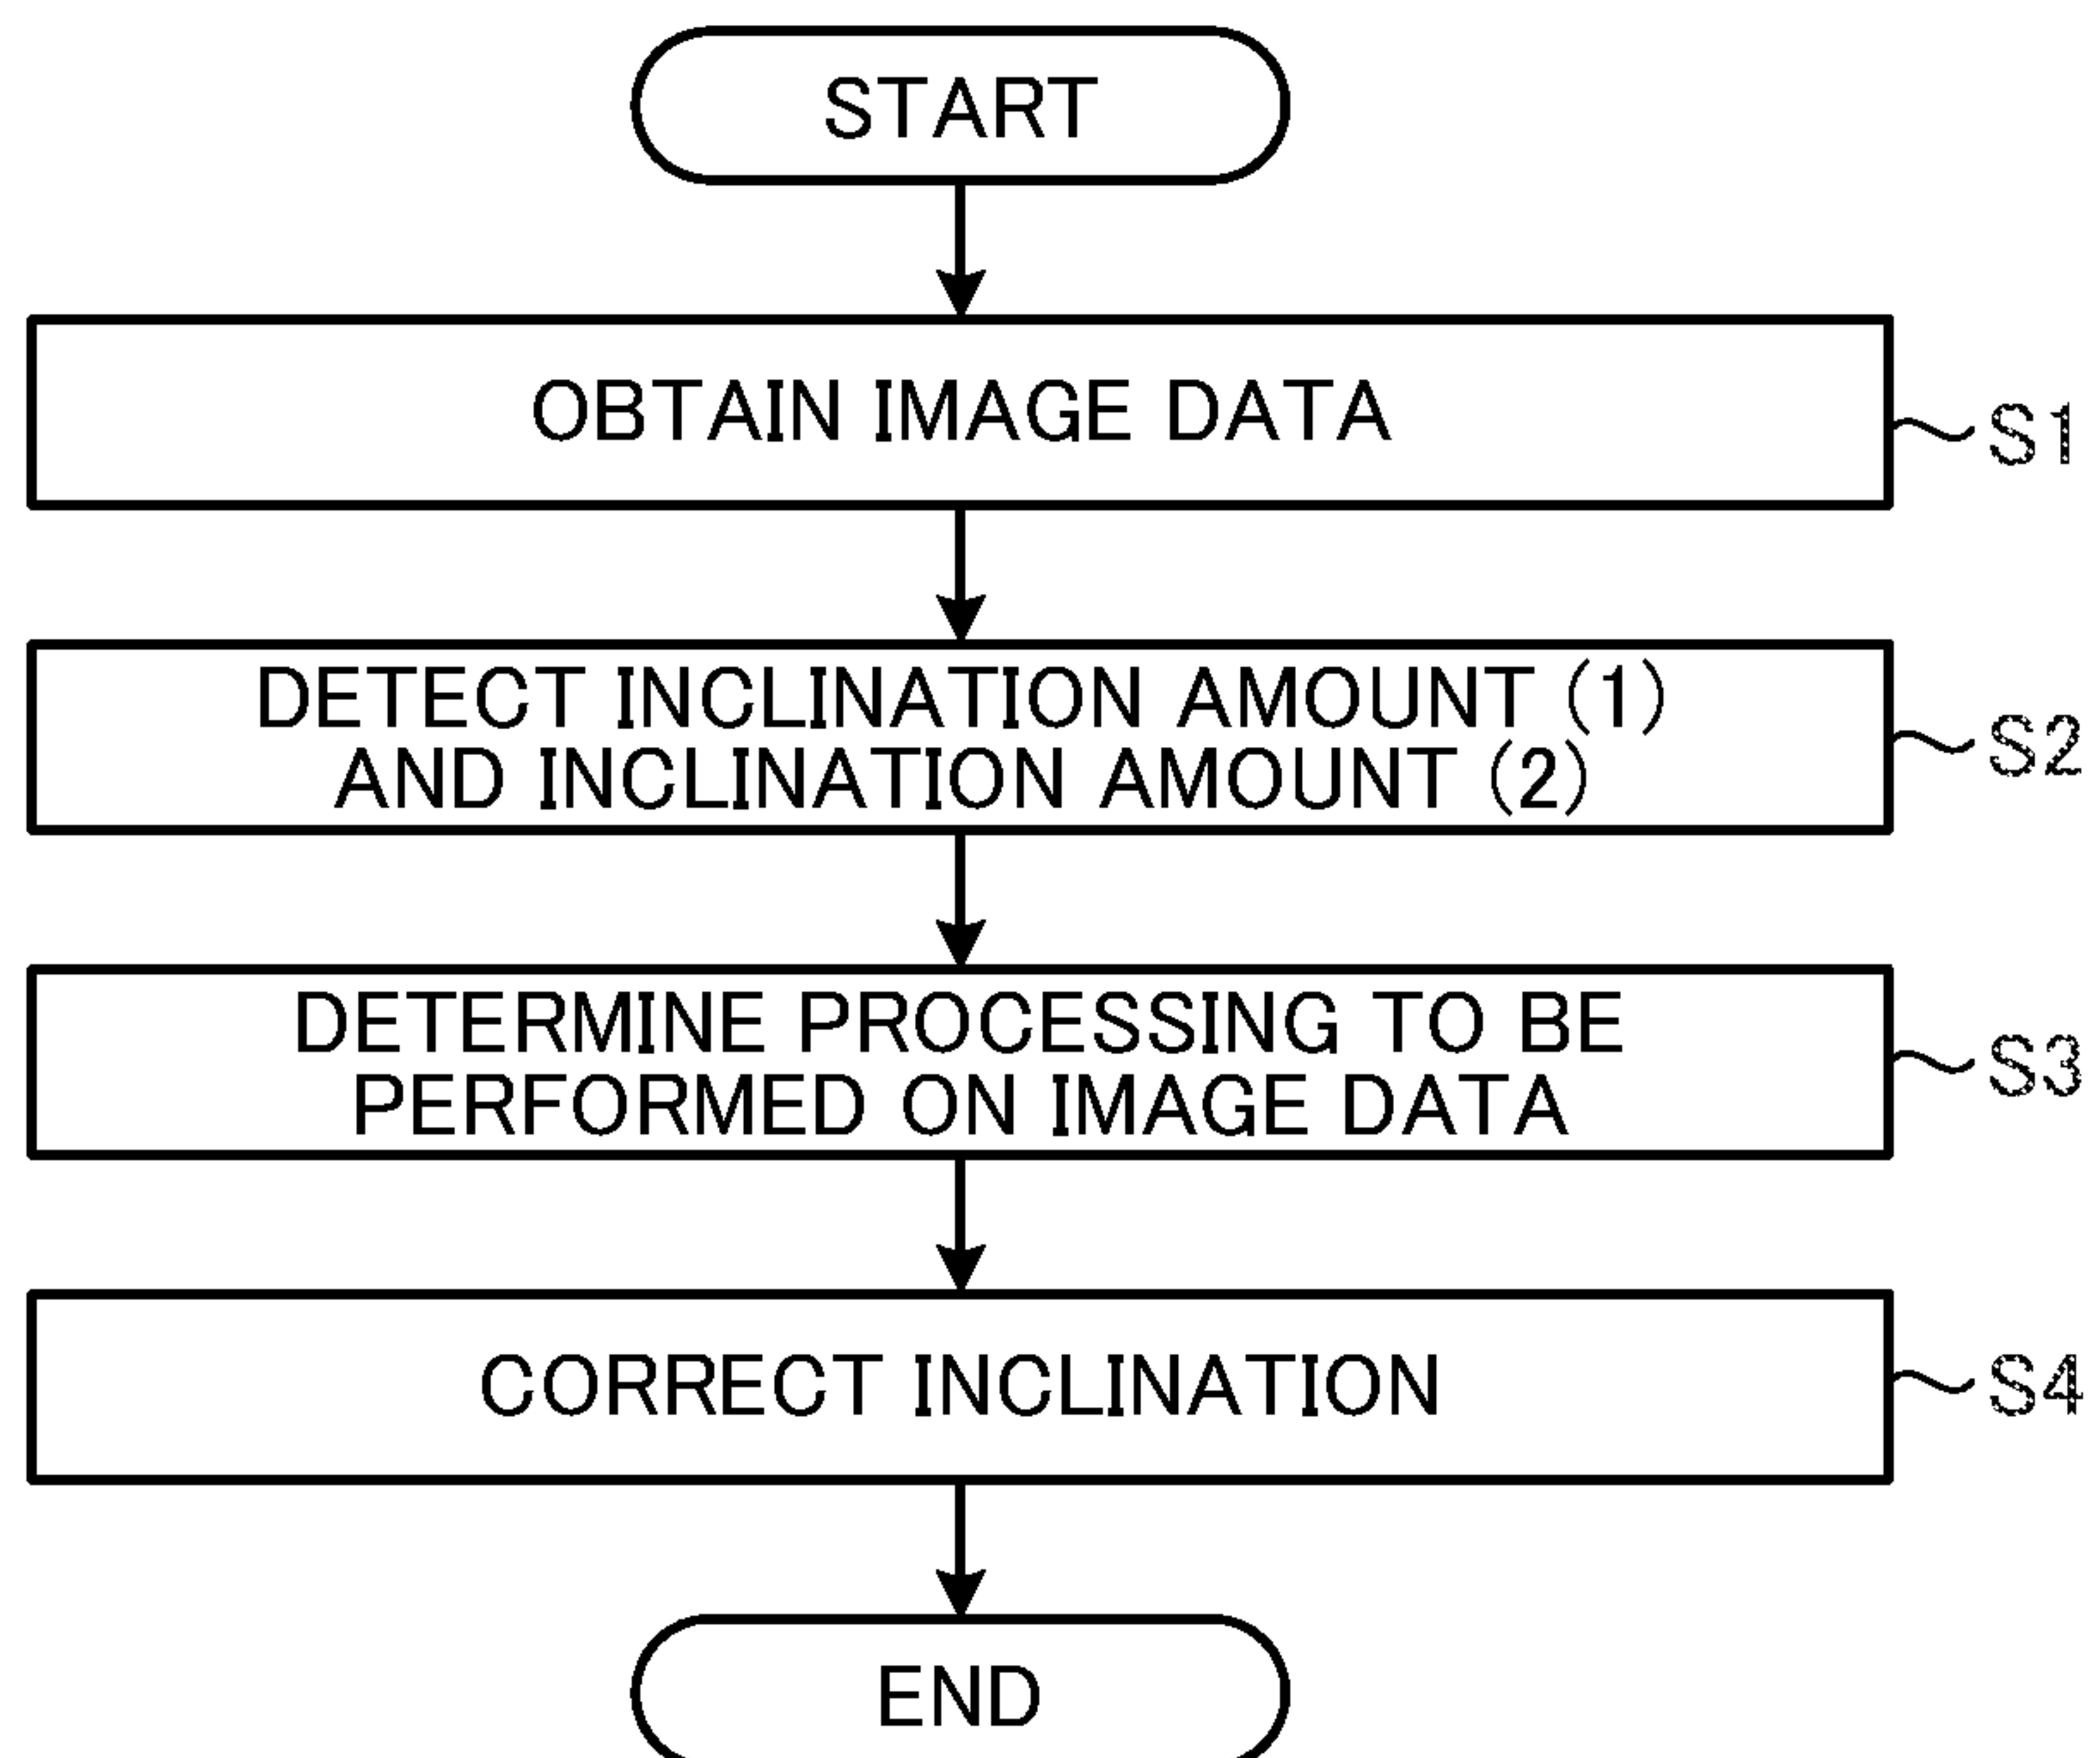 START
OBTAIN IMAGE DATA
S1
DETECT INCLINATION AMOUNT (1)
AND INCLINATION AMOUNT (2)
S2
DETERMINE PROCESSING TO BE
PERFORMED ON IMAGE DATA
S3
CORRECT INCLINATION
S4
END